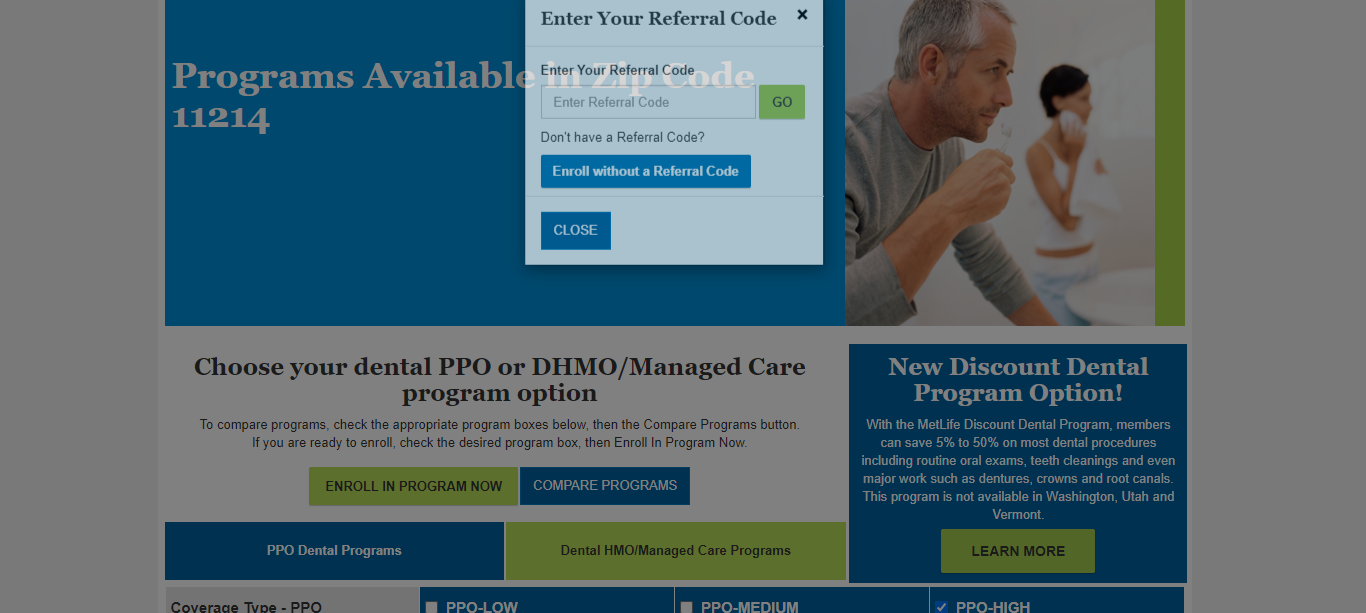 Enter Your Referral Code ×
Enter Your Referral Code
Programs Available in Zip Code
11214
Enter Referral Code
GO
Don't have a Referral Code?
Enroll without a Referral Code
CLOSE
Choose your dental PPO or DHMO/Managed Care
program option
To compare programs, check the appropriate program boxes below, then the Compare Programs button.
If you are ready to enroll, check the desired program box, then Enroll In Program Now.
ENROLL IN PROGRAM NOW
COMPARE PROGRAMS
New Discount Dental
Program Option!
With the MetLife Discount Dental Program, members
can save 5% to 50% on most dental procedures
including routine oral exams, teeth cleanings and even
major work such as dentures, crowns and root canals.
This program is not available in Washington, Utah and
Vermont.
LEARN MORE
PPO Dental Programs
Dental HMO/Managed Care Programs
Coverage Type - PPO
PPO-LOW
PPO-MEDIUM
PPO-HIGH